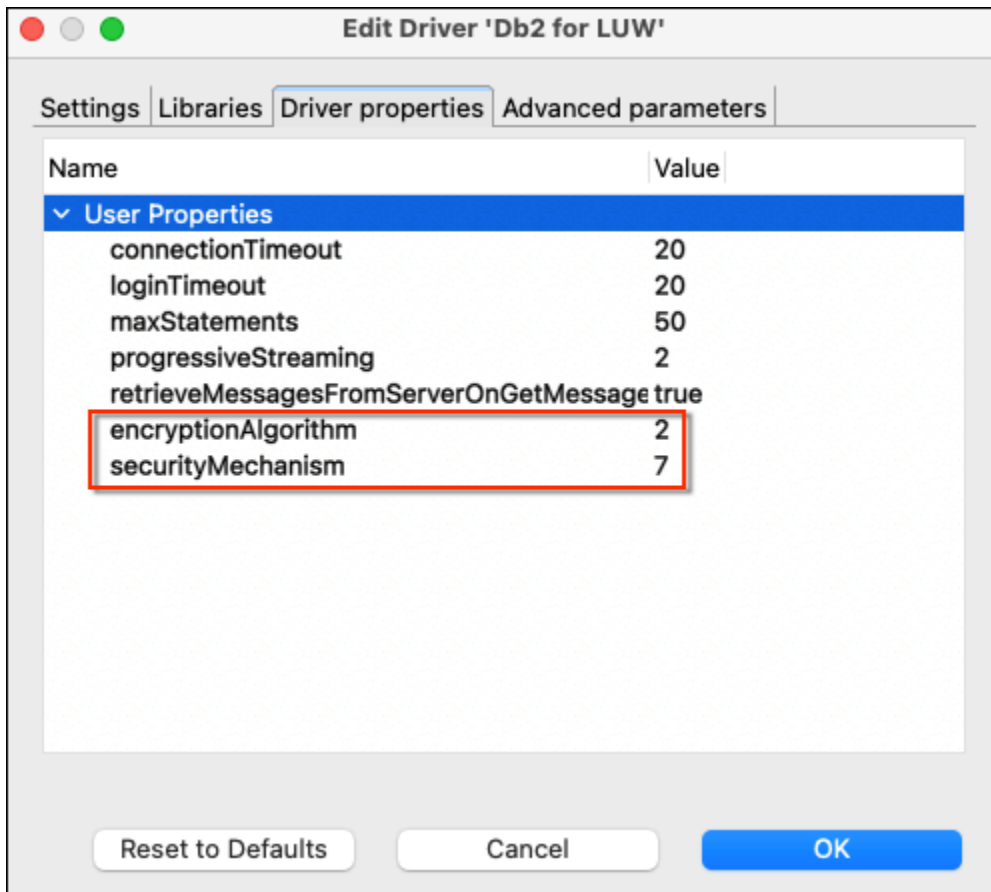 Edit Driver 'Db2 for LUW'
Settings Libraries Driver properties Advanced parameters
Name Value
User Properties
connectionTimeout 20
loginTimeout 20
maxStatements 50
progressiveStreaming 2
retrieveMessagesFromServerOnGetMessage true
encryptionAlgorithm 2
securityMechanism 7
Reset to Defaults Cancel OK